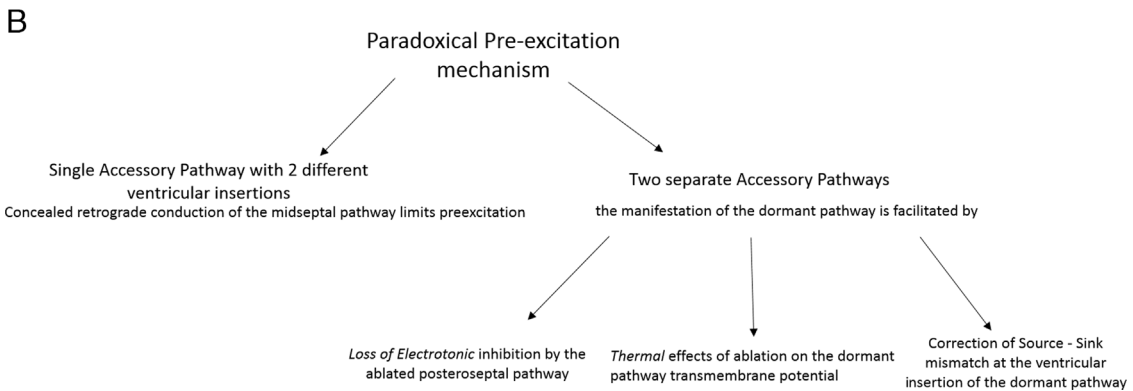 B
Paradoxical Pre-excitation
mechanism
Single Accessory Pathway with 2 different
ventricular insertions
Concealed retrograde conduction of the midseptal pathway limits preexcitation
Two separate Accessory Pathways
the manifestation of the dormant pathway is facilitated by
Loss of Electrotonic inhibition by the
ablated posteroseptal pathway
Thermal effects of ablation on the dormant
pathway transmembrane potential
Correction of Source - Sink
mismatch at the ventricular
insertion of the dormant pathway